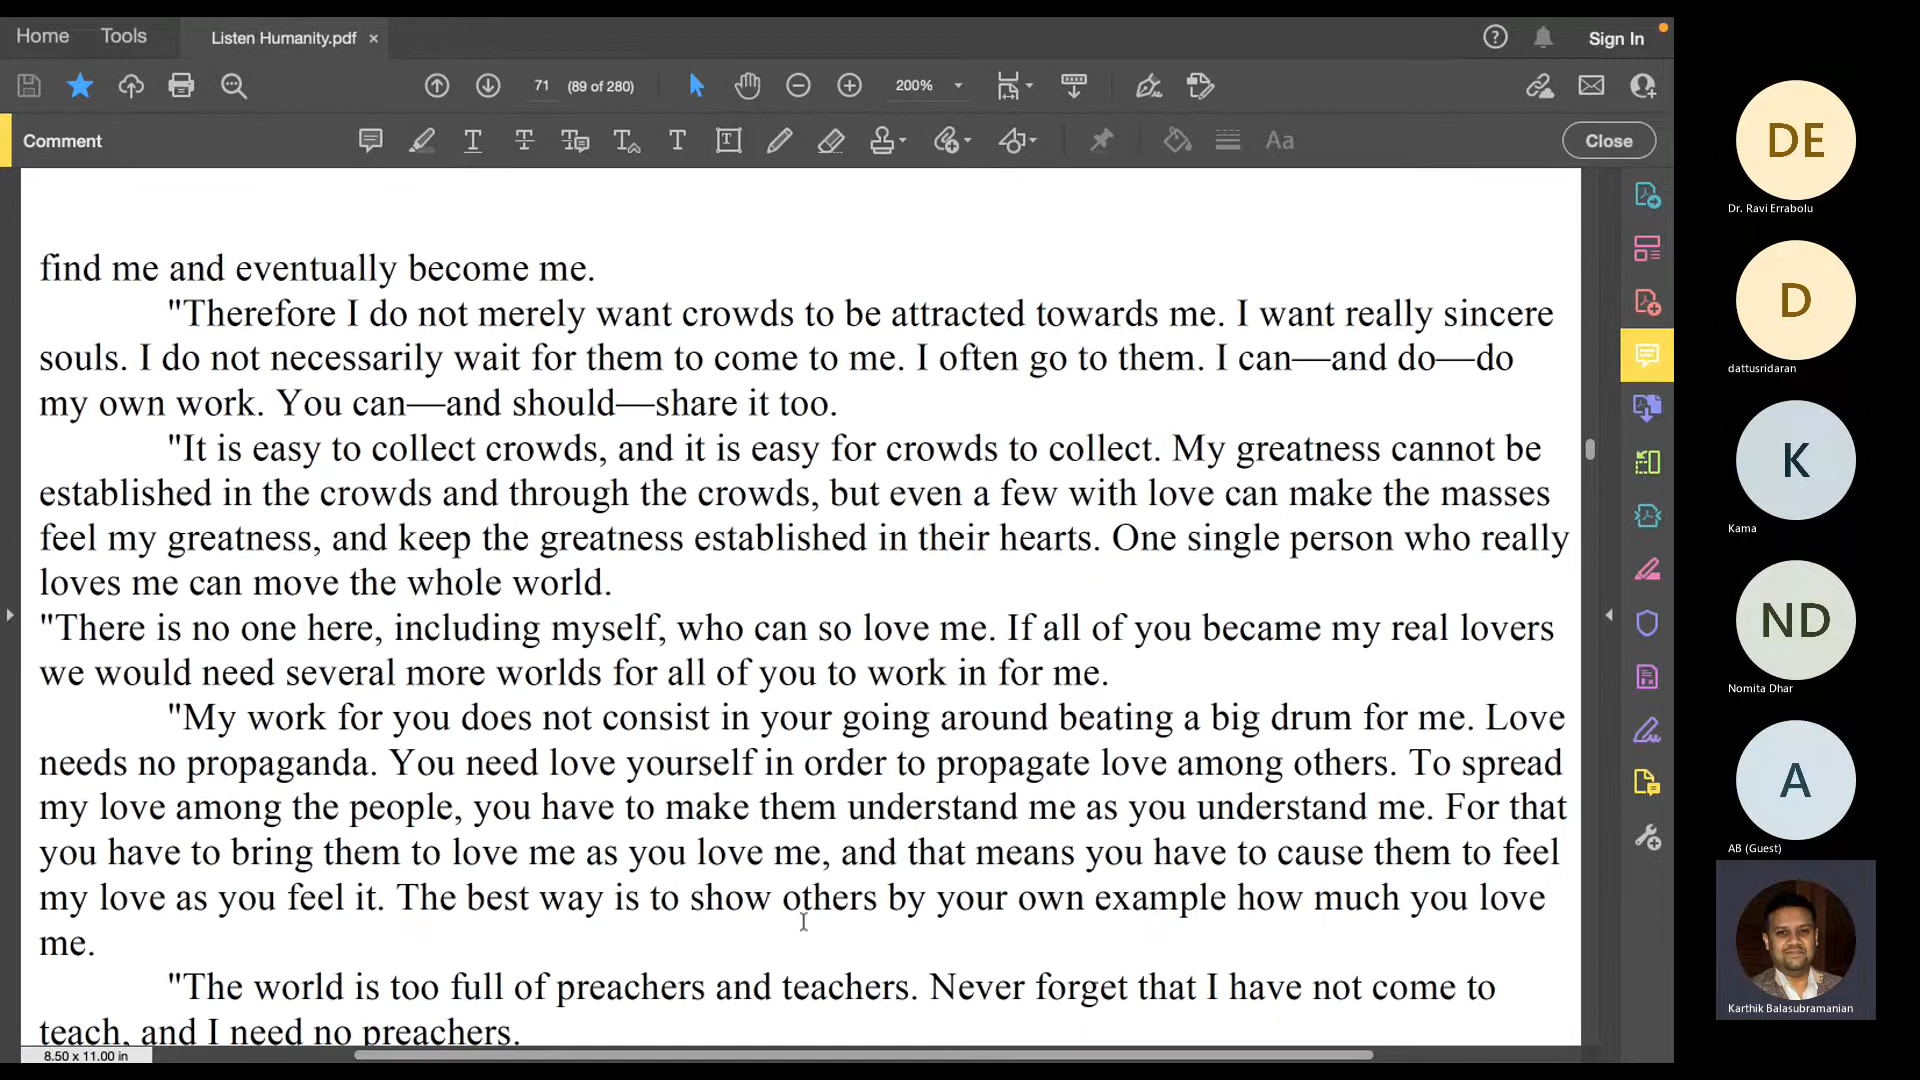 Home Tools Listen Humanity.pdf × Sign In
71 (89 of 280) 200%
Comment Aa Close
find me and eventually become me.
"Therefore I do not merely want crowds to be attracted towards me. I want really sincere
souls. I do not necessarily wait for them to come to me. I often go to them. I can—and do—do
my own work. You can—and should—share it too.
"It is easy to collect crowds, and it is easy for crowds to collect. My greatness cannot be
established in the crowds and through the crowds, but even a few with love can make the masses
feel my greatness, and keep the greatness established in their hearts. One single person who really
loves me can move the whole world.
"There is no one here, including myself, who can so love me. If all of you became my real lovers
we would need several more worlds for all of you to work in for me.
"My work for you does not consist in your going around beating a big drum for me. Love
needs no propaganda. You need love yourself in order to propagate love among others. To spread
my love among the people, you have to make them understand me as you understand me. For that
you have to bring them to love me as you love me, and that means you have to cause them to feel
my love as you feel it. The best way is to show others by your own example how much you love
me.
"The world is too full of preachers and teachers. Never forget that I have not come to
teach, and I need no preachers.
8.50 x 11.00 in
DE
Dr. Ravi Errabolu
D
dattusridaran
K
Kama
ND
Nomita Dhar
A
AB (Guest)
Karthik Balasubramanian